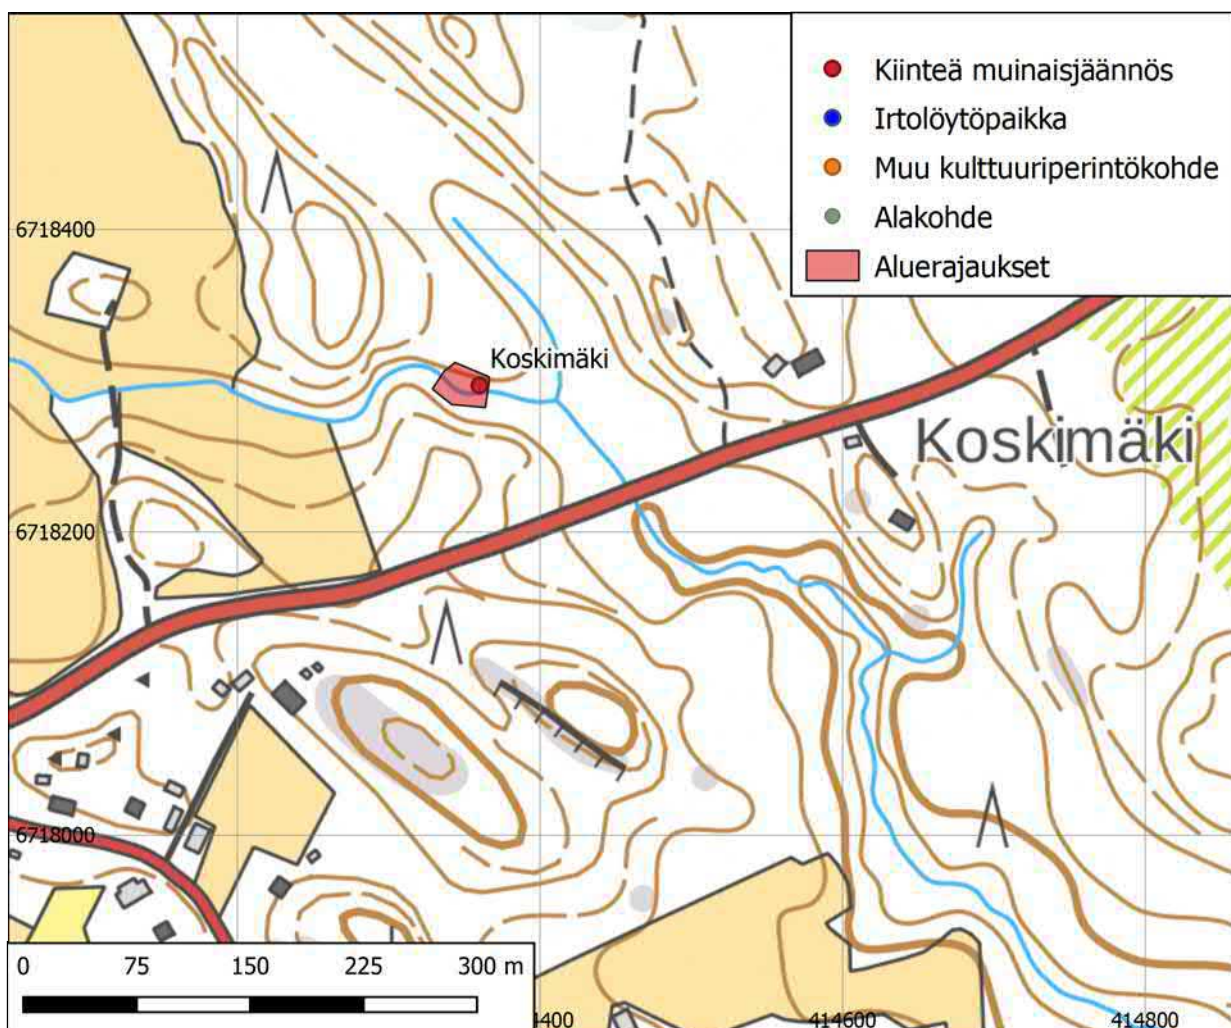 Kiinteä muinaisjäännös
Irtolöytöpaikka
Muu kulttuuriperintökohde
Alakohde
Aluerajaukset
6718400
Koskimäki
Koskimäki
6718200
6718000
0 75 150 225 300 m
414600
414800